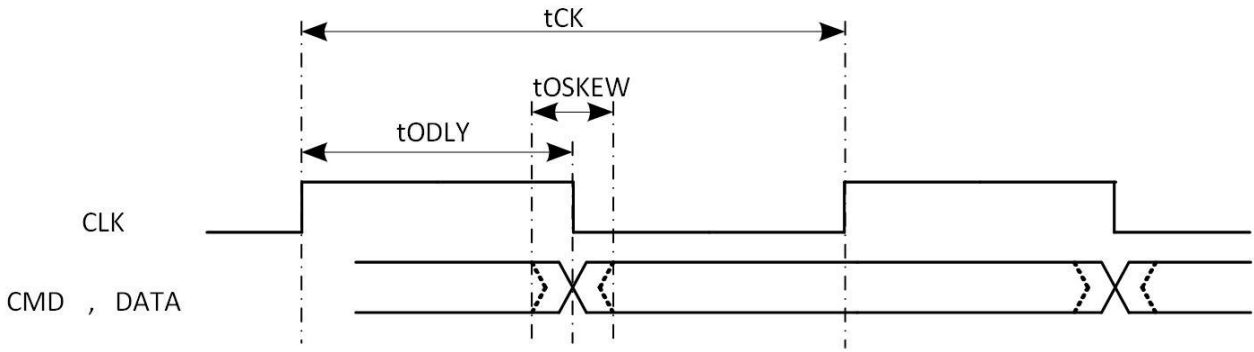 tCK
tOSKEW
tODLY
CLK
CMD , DATA